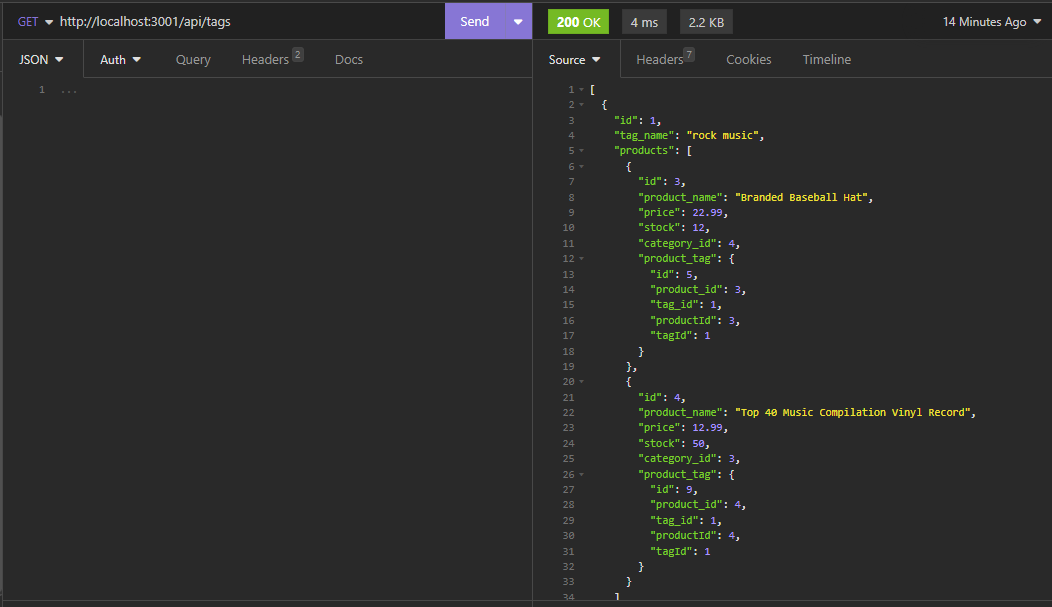 GET http://localhost:3001/api/tags Send 200 OK 4 ms 2.2 KB 14 Minutes Ago
JSON Auth Query Headers 2 Docs Source Headers 7 Cookies Timeline
1 ...
1 [
2 {
3 "id": 1,
4 "tag_name": "rock music",
5 "products": [
6 {
7 "id": 3,
8 "product_name": "Branded Baseball Hat",
9 "price": 22.99,
10 "stock": 12,
11 "category_id": 4,
12 "product_tag": {
13 "id": 5,
14 "product_id": 3,
15 "tag_id": 1,
16 "productId": 3,
17 "tagId": 1
18 }
19 },
20 {
21 "id": 4,
22 "product_name": "Top 40 Music Compilation Vinyl Record",
23 "price": 12.99,
24 "stock": 50,
25 "category_id": 3,
26 "product_tag": {
27 "id": 9,
28 "product_id": 4,
29 "tag_id": 1,
30 "productId": 4,
31 "tagId": 1
32 }
33 }
34 ]